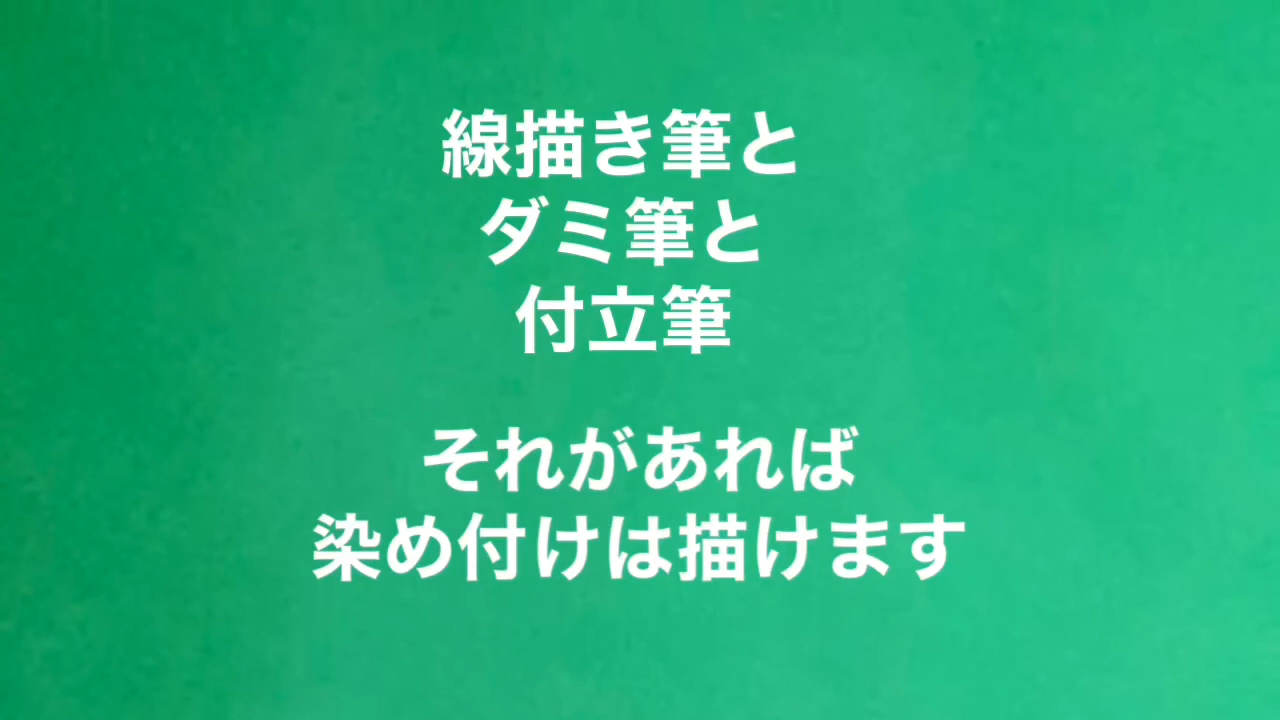 線描き筆と
ダミ筆と
付立筆
それがあれば
染め付けは描けます